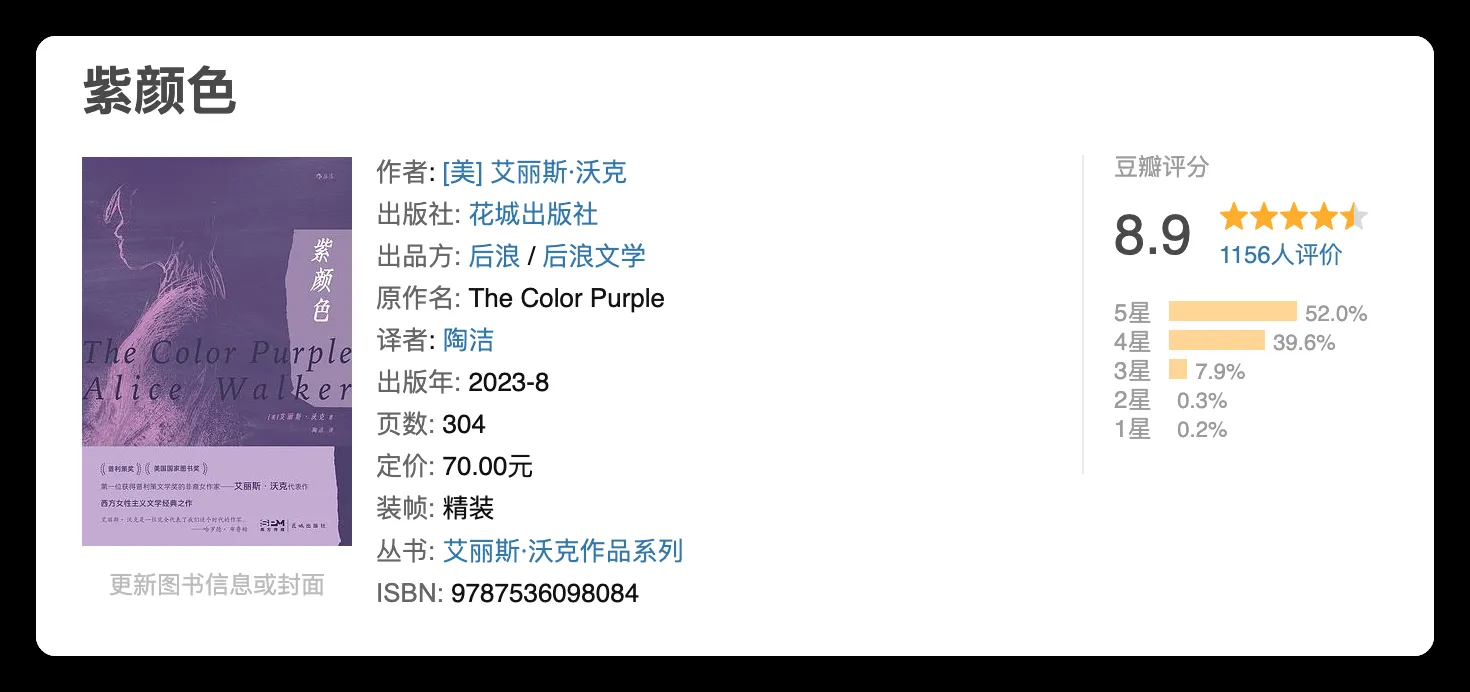 紫颜色
紫
颜
色
The Color Purple
Alice Walker
[美]艾丽斯·沃克 著
陶洁 译
《普利策奖》《美国国家图书奖》
第一位获得普利策文学奖的非裔女作家——艾丽斯·沃克代表作
西方女性主义文学经典之作
艾丽斯·沃克是一位完全代表了我们这个时代的作家。
——哈罗德·布鲁姆
花城出版社
更新图书信息或封面
作者: [美] 艾丽斯·沃克
出版社: 花城出版社
出品方: 后浪 / 后浪文学
原作名: The Color Purple
译者: 陶洁
出版年: 2023-8
页数: 304
定价: 70.00元
装帧: 精装
丛书: 艾丽斯·沃克作品系列
ISBN: 9787536098084
豆瓣评分
8.9
1156人评价
5星 52.0%
4星 39.6%
3星 7.9%
2星 0.3%
1星 0.2%